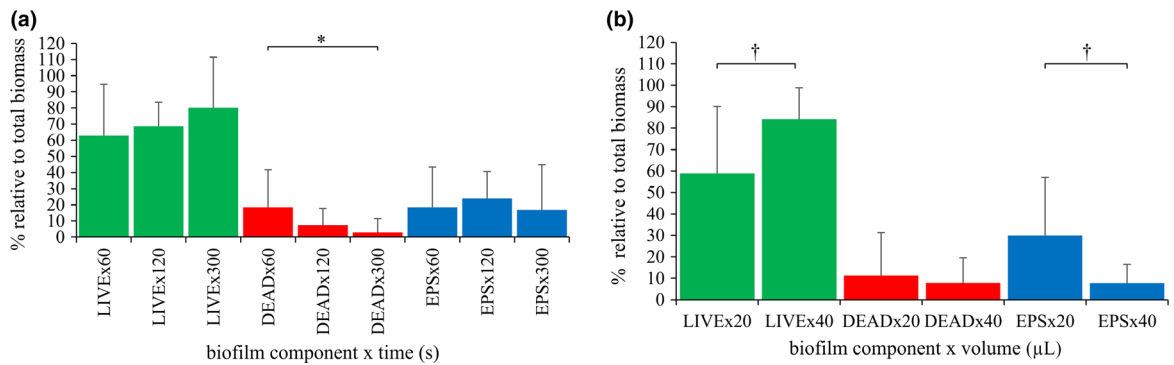 (a)
% relative to total biomass
120
110
100
90
80
70
60
50
40
30
20
10
0
*
LIVEx60
LIVEx120
LIVEx300
DEADx60
DEADx120
DEADx300
EPSx60
EPSx120
EPSx300
biofilm component x time (s)
(b)
% relative to total biomass
120
110
100
90
80
70
60
50
40
30
20
10
0
†
†
LIVEx20
LIVEx40
DEADx20
DEADx40
EPSx20
EPSx40
biofilm component x volume (µL)